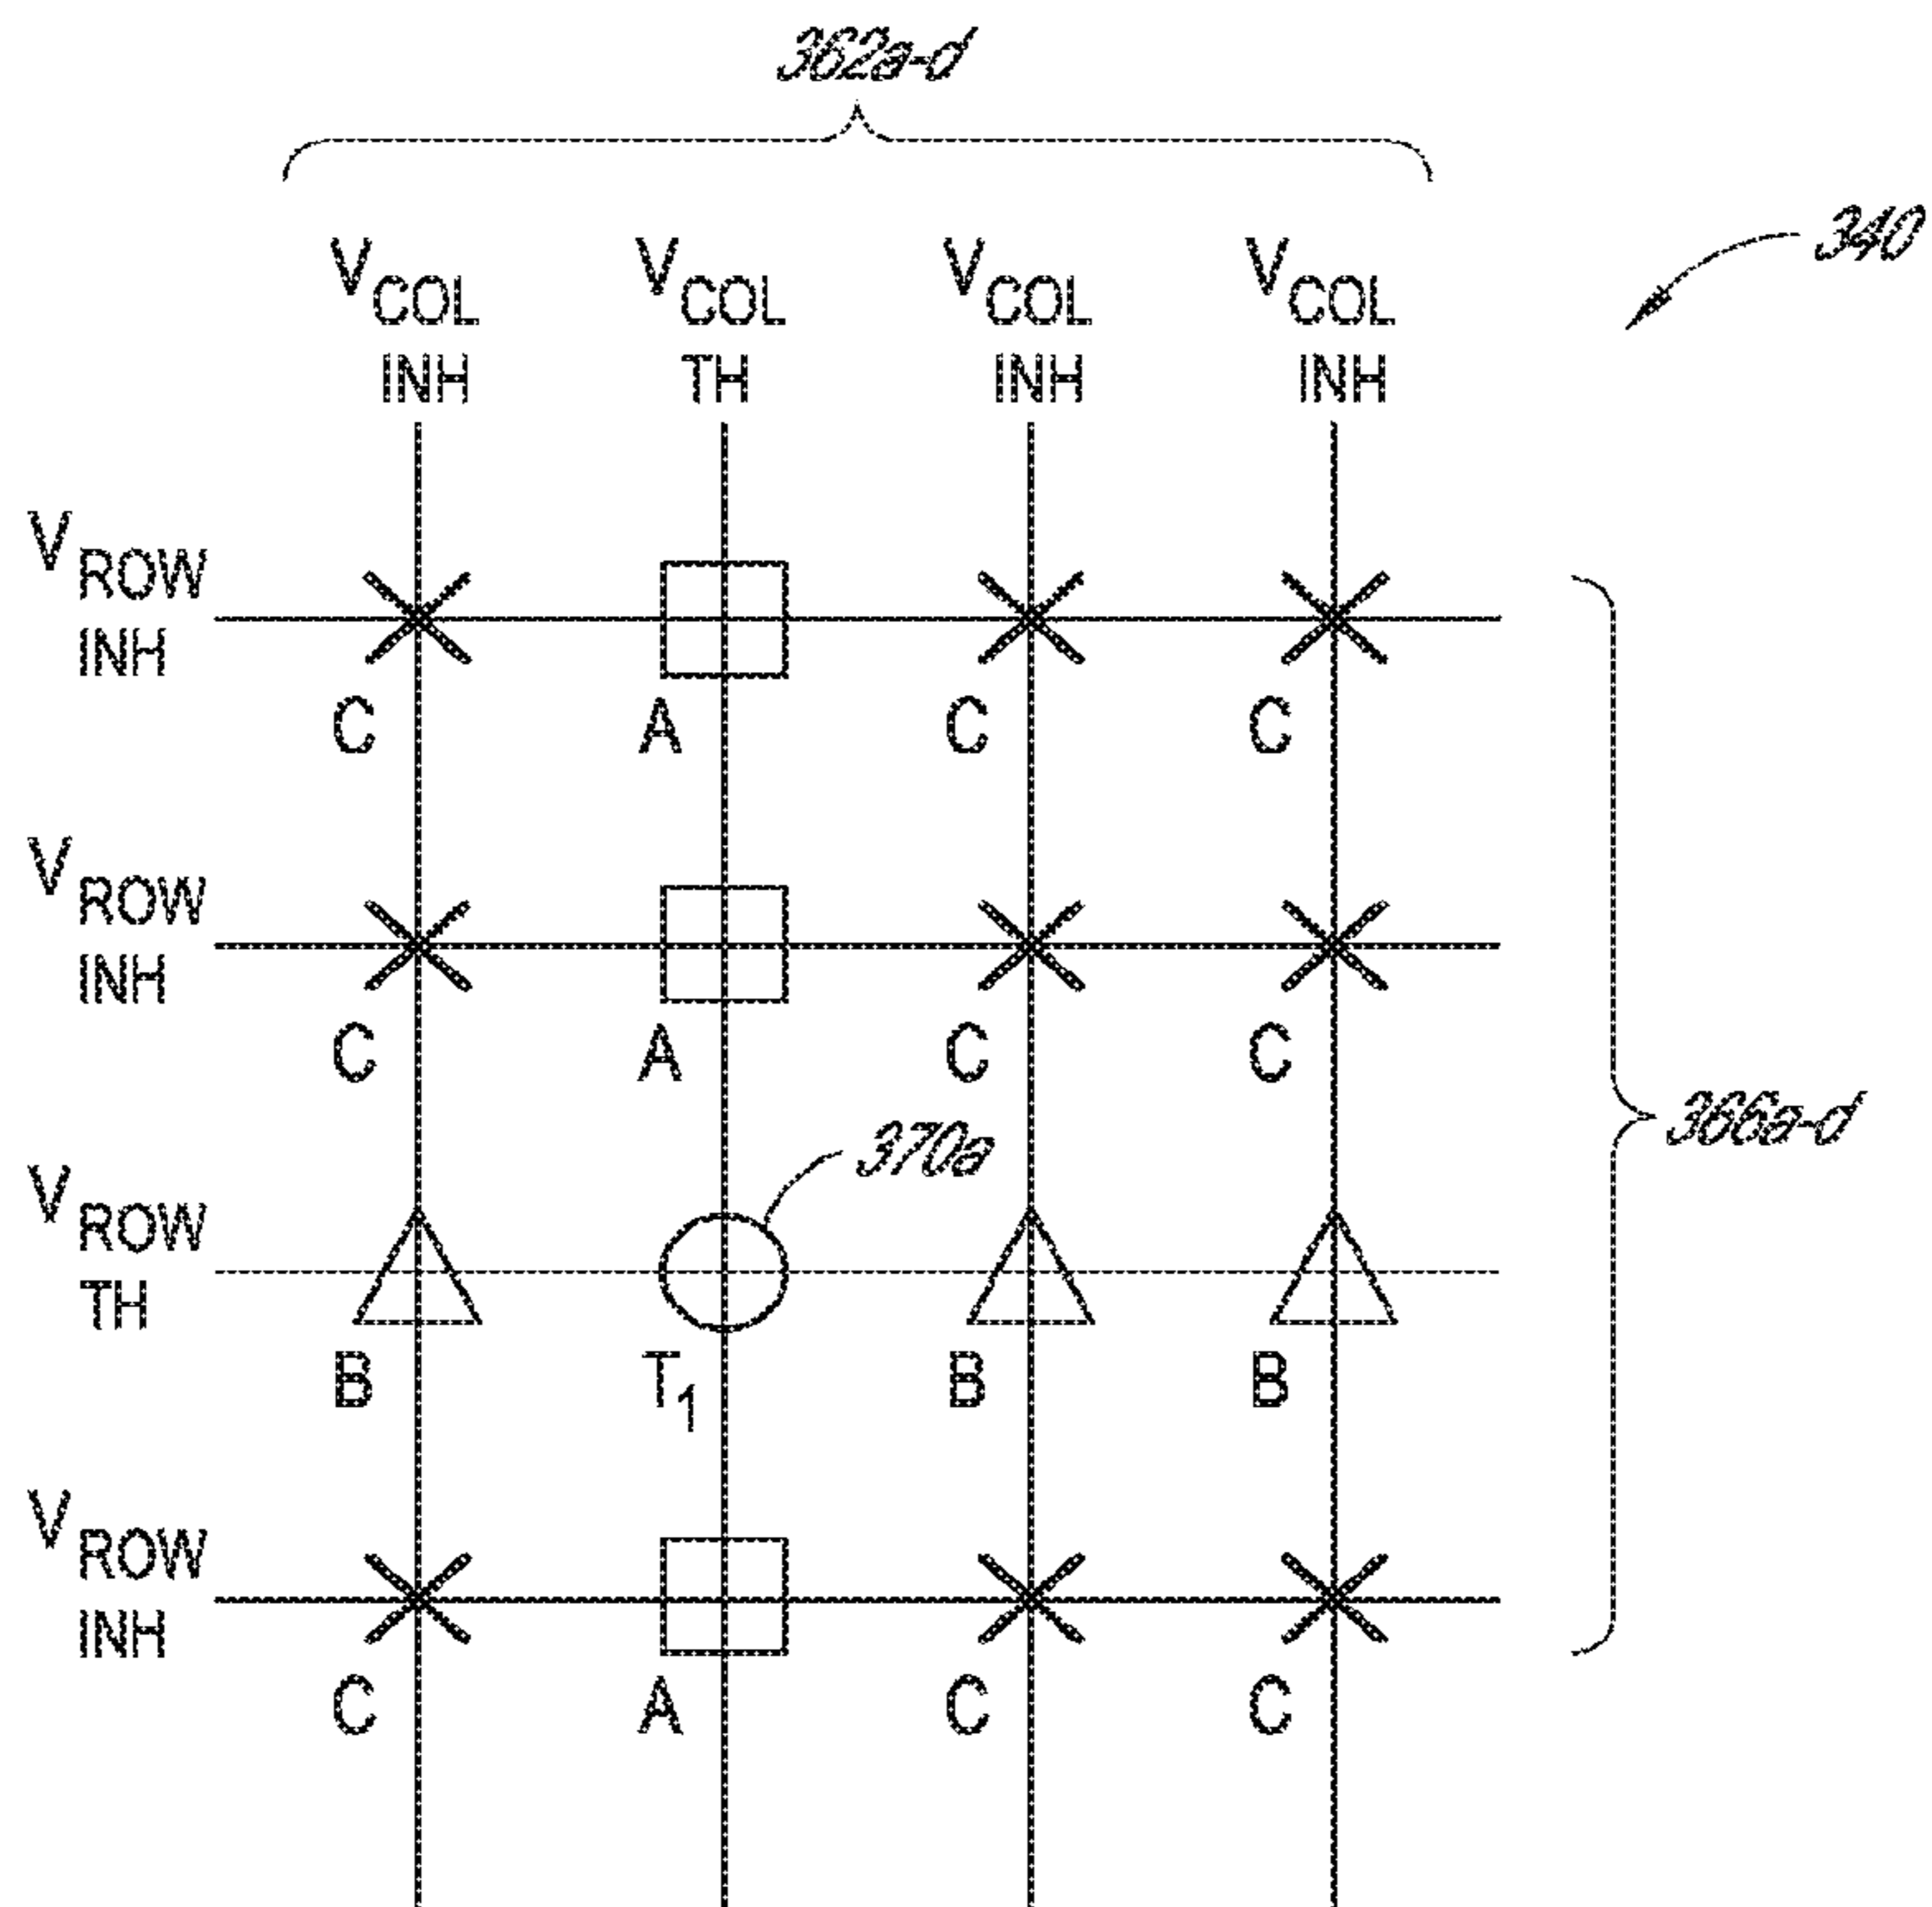 362a-d
340
V COL INH V COL TH V COL INH V COL INH
V ROW INH
C A C C
V ROW INH
C A C C
366a-d
370a
V ROW TH
B T1 B B
V ROW INH
C A C C